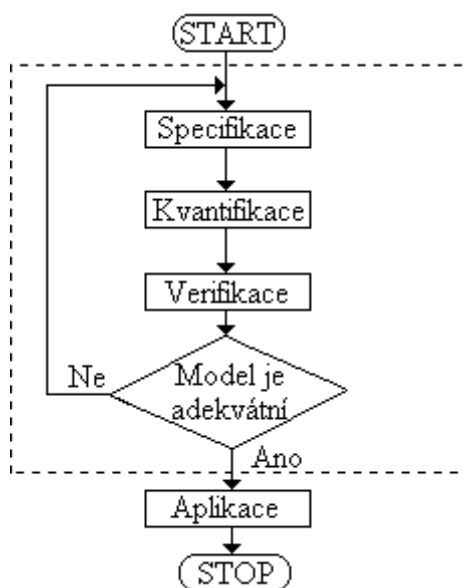 START
Specifikace
Kvantifikace
Verifikace
Ne
Model je
adekvátní
Ano
Aplikace
STOP